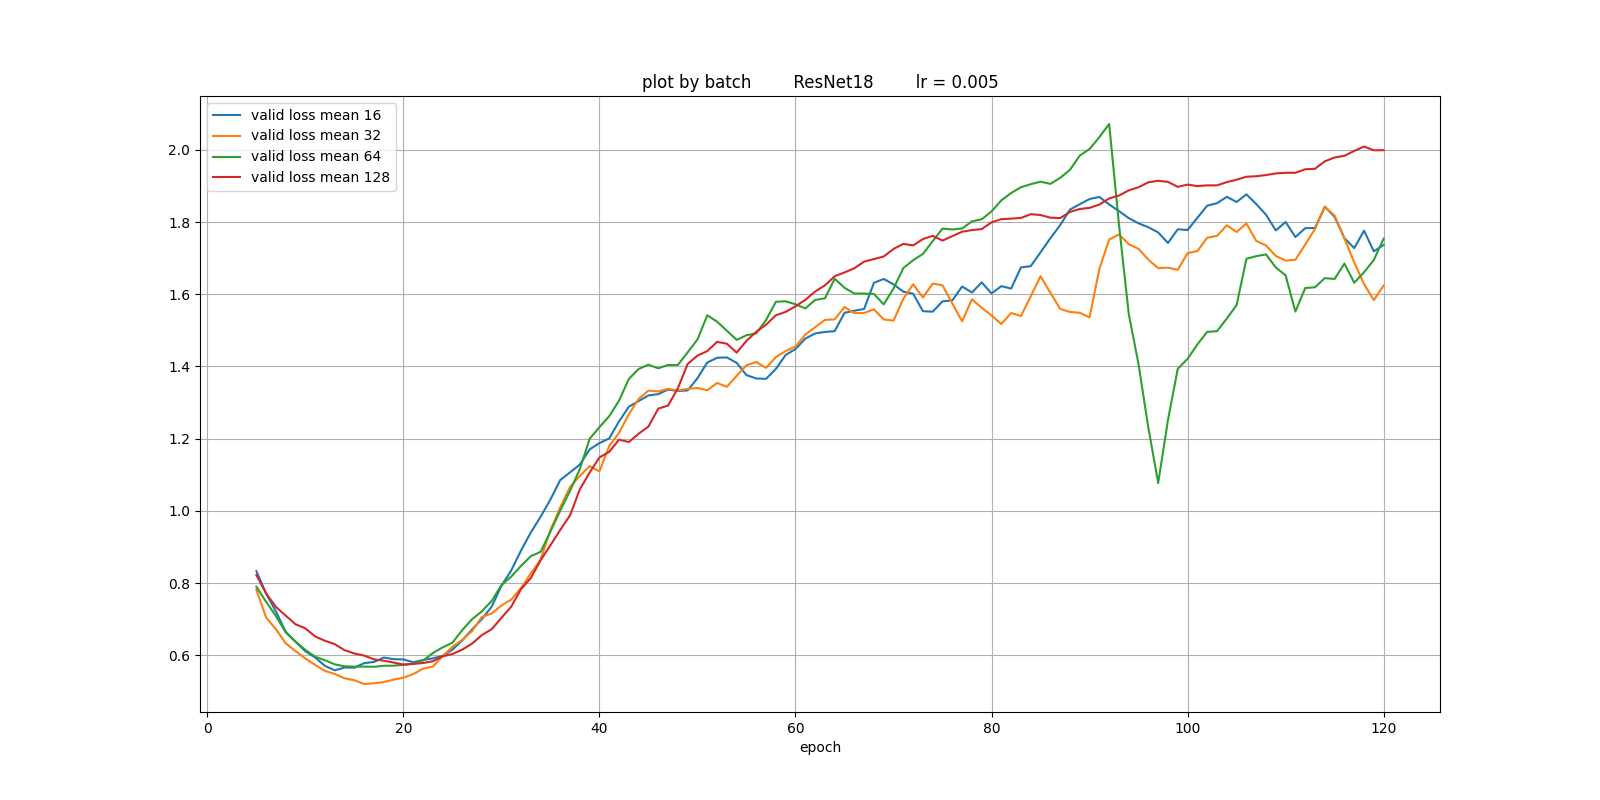 plot by batch ResNet18 lr = 0.005
valid loss mean 16
valid loss mean 32
valid loss mean 64
valid loss mean 128
2.0
1.8
1.6
1.4
1.2
1.0
0.8
0.6
0 20 40 60 80 100 120
epoch